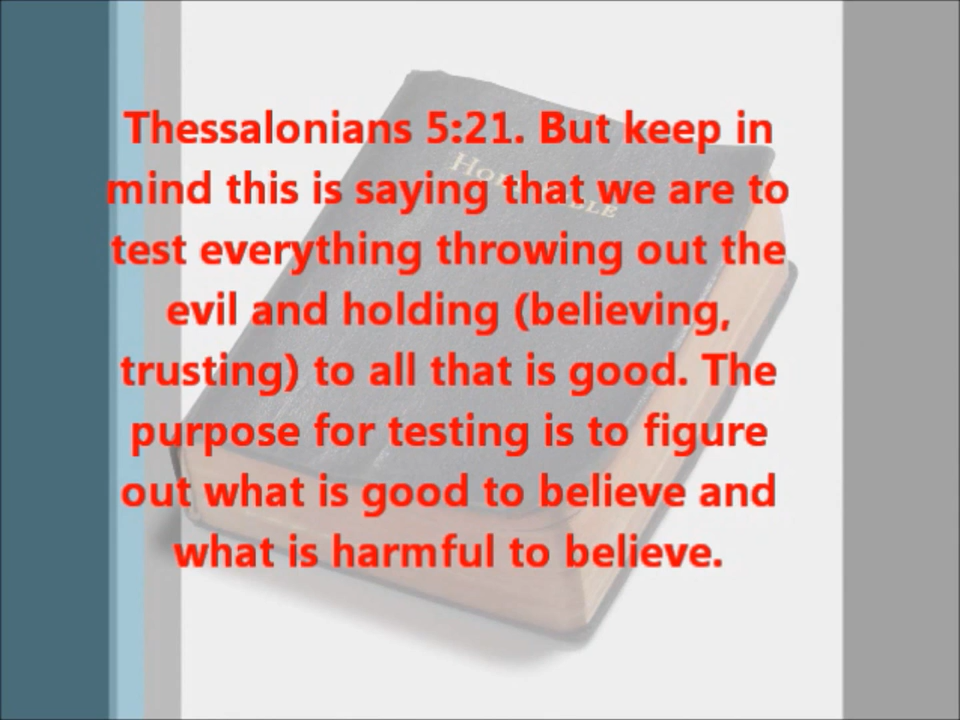 Thessalonians 5:21. But keep in
mind this is saying that we are to
test everything throwing out the
evil and holding (believing,
trusting) to all that is good. The
purpose for testing is to figure
out what is good to believe and
what is harmful to believe.
Holy Bible